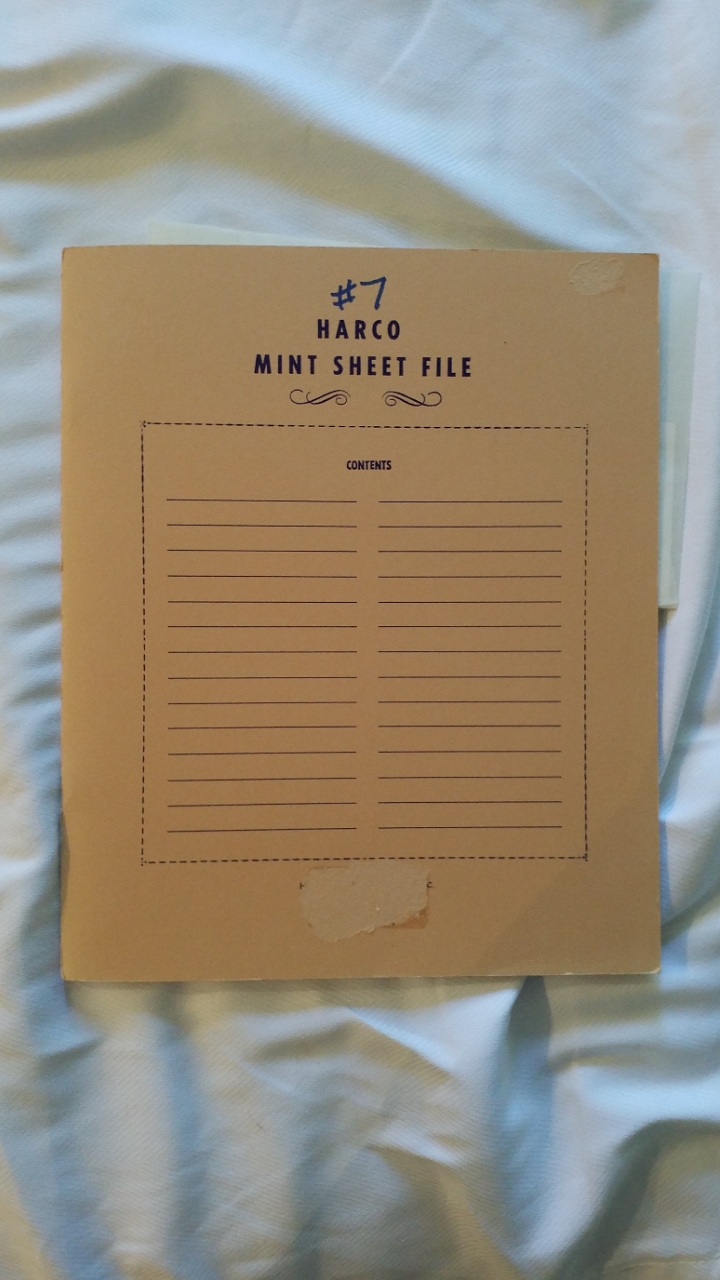 #7
HARCO
MINT SHEET FILE
CONTENTS